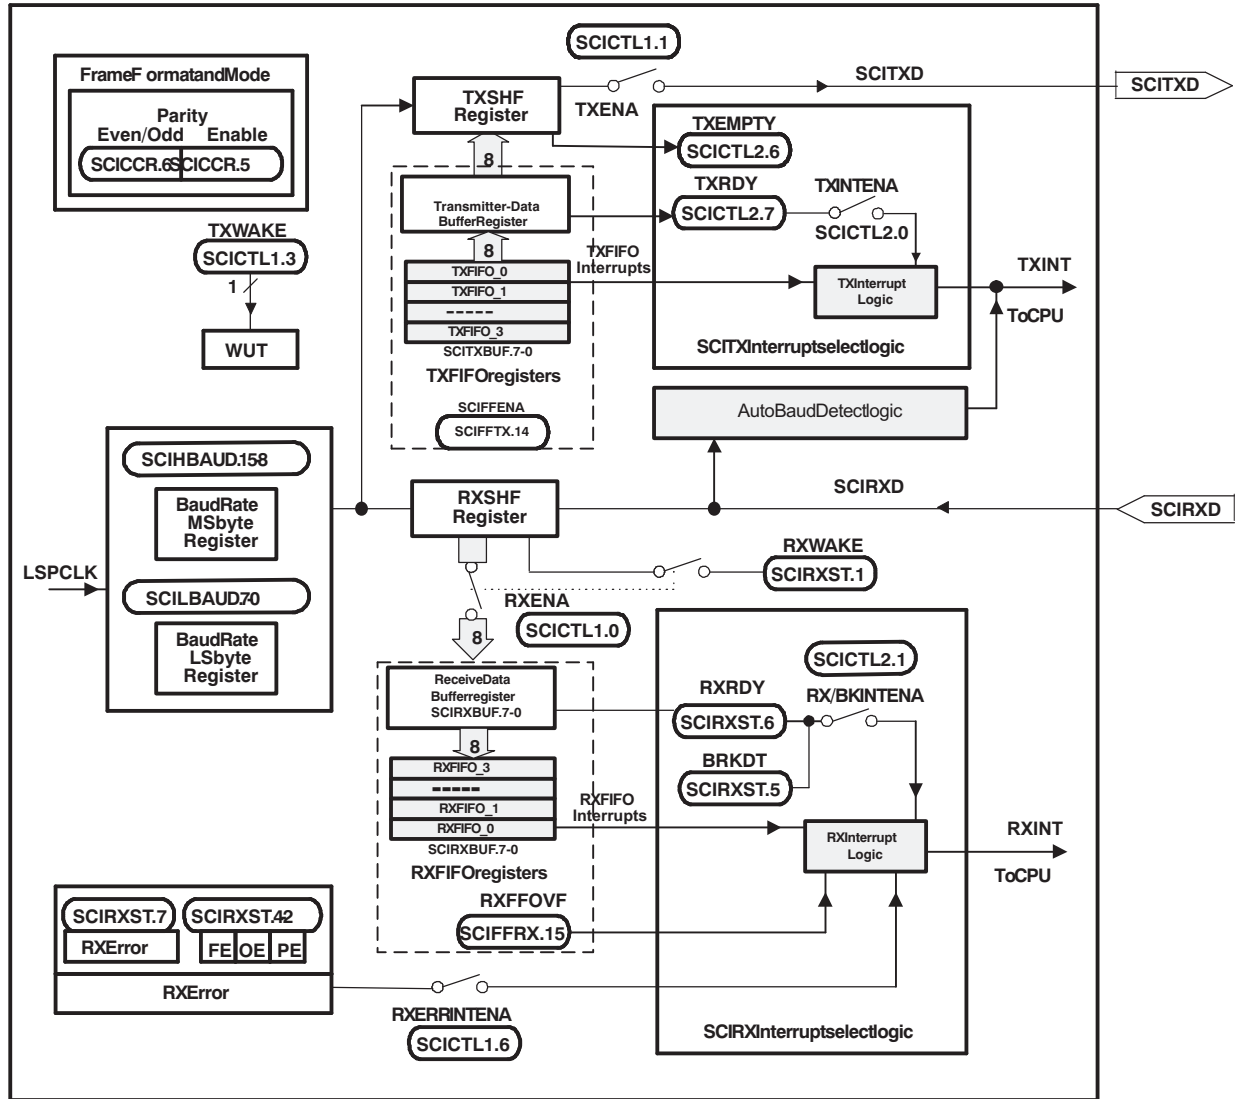 SCICTL1.1
FrameF ormatandMode
Parity
Even/Odd Enable
SCICCR.6 SCICCR.5
TXSHF
Register
TXENA
SCITXD
SCITXD
TXEMPTY
SCICTL2.6
8
Transmitter-Data
BufferRegister
TXRDY
SCICTL2.7
TXINTENA
SCICTL2.0
TXWAKE
SCICTL1.3
1
WUT
8
TXFIFO_0
TXFIFO_1
-----
TXFIFO_3
SCITXBUF.7-0
TXFIFOregisters
SCIFFENA
SCIFFTX.14
TXFIFO
Interrupts
TXInterrupt
Logic
TXINT
ToCPU
SCITXInterruptselectlogic
AutoBaudDetectlogic
SCIHBAUD.158
BaudRate
MSbyte
Register
LSPCLK
SCILBAUD.70
BaudRate
LSbyte
Register
RXSHF
Register
SCIRXD
SCIRXD
RXWAKE
SCIRXST.1
RXENA
SCICTL1.0
8
ReceiveData
Bufferregister
SCIRXBUF.7-0
8
RXFIFO_3
-----
RXFIFO_1
RXFIFO_0
SCIRXBUF.7-0
RXFIFOregisters
RXFFOVF
SCIFFRX.15
SCICTL2.1
RXRDY
RX/BKINTENA
SCIRXST.6
BRKDT
SCIRXST.5
RXFIFO
Interrupts
RXInterrupt
Logic
RXINT
ToCPU
SCIRXInterruptselectlogic
SCIRXST.7
SCIRXST.42
RXError
FE OE PE
RXError
RXERRINTENA
SCICTL1.6